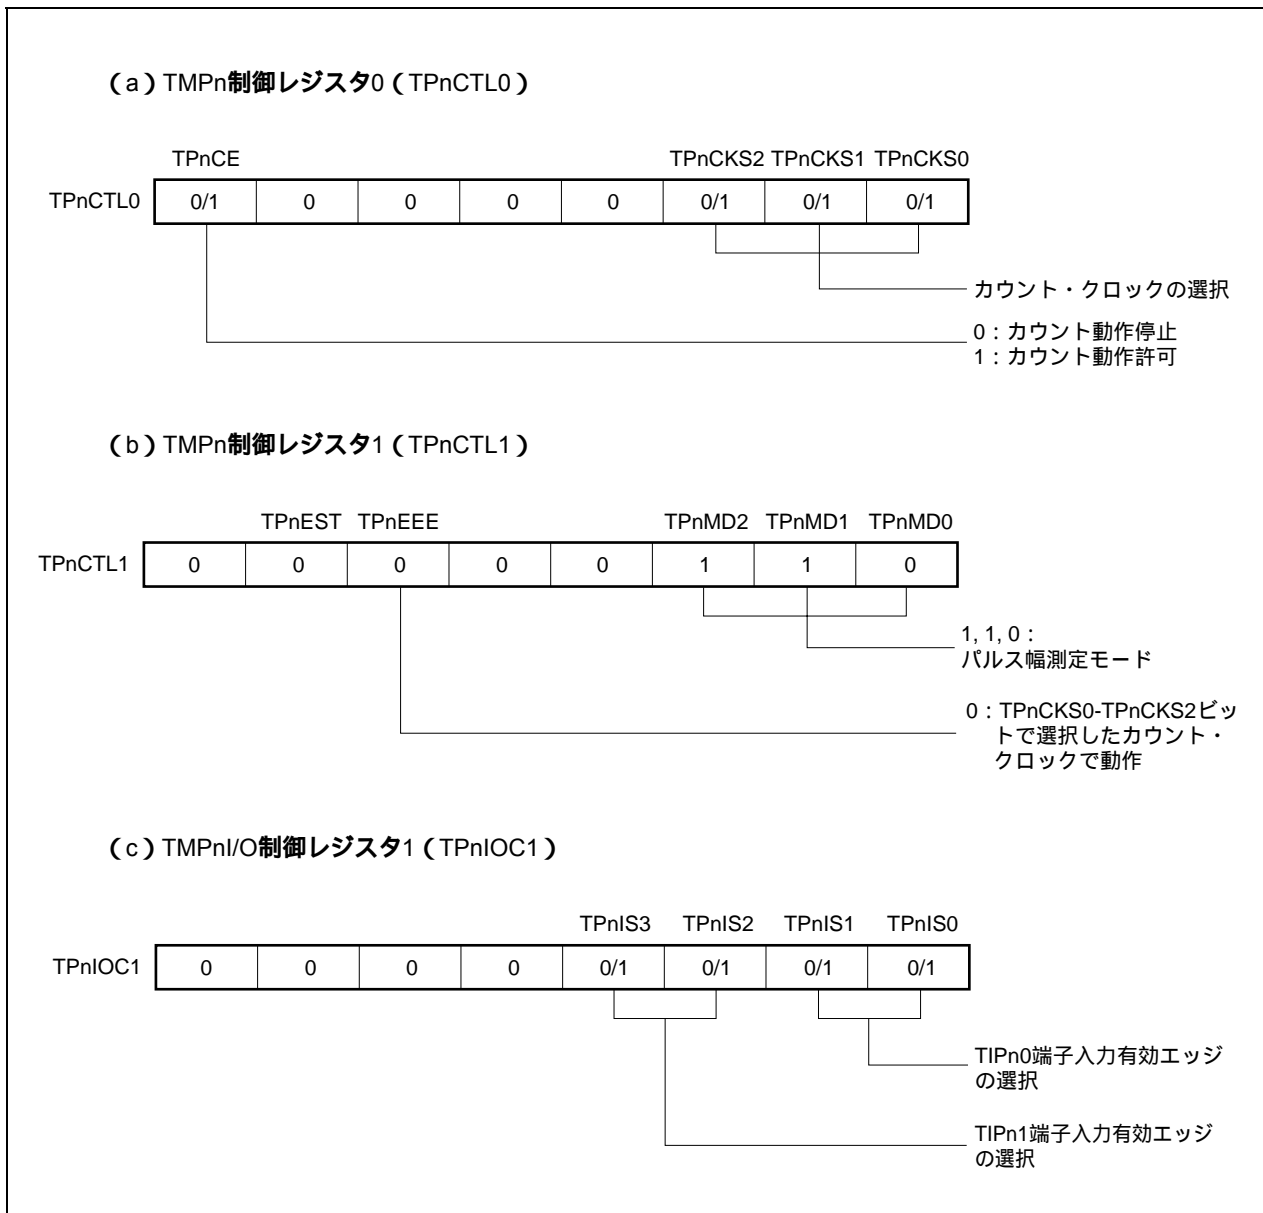 （a）TMPn制御レジスタ0（TPnCTL0）
TPnCE TPnCKS2 TPnCKS1 TPnCKS0
TPnCTL0 0/1 0 0 0 0 0/1 0/1 0/1
カウント・クロックの選択
0：カウント動作停止
1：カウント動作許可
（b）TMPn制御レジスタ1（TPnCTL1）
TPnEST TPnEEE TPnMD2 TPnMD1 TPnMD0
TPnCTL1 0 0 0 0 0 1 1 0
1, 1, 0：
パルス幅測定モード
0：TPnCKS0-TPnCKS2ビッ
トで選択したカウント・
クロックで動作
（c）TMPnI/O制御レジスタ1（TPnIOC1）
TPnIS3 TPnIS2 TPnIS1 TPnIS0
TPnIOC1 0 0 0 0 0/1 0/1 0/1 0/1
TIPn0端子入力有効エッジ
の選択
TIPn1端子入力有効エッジ
の選択